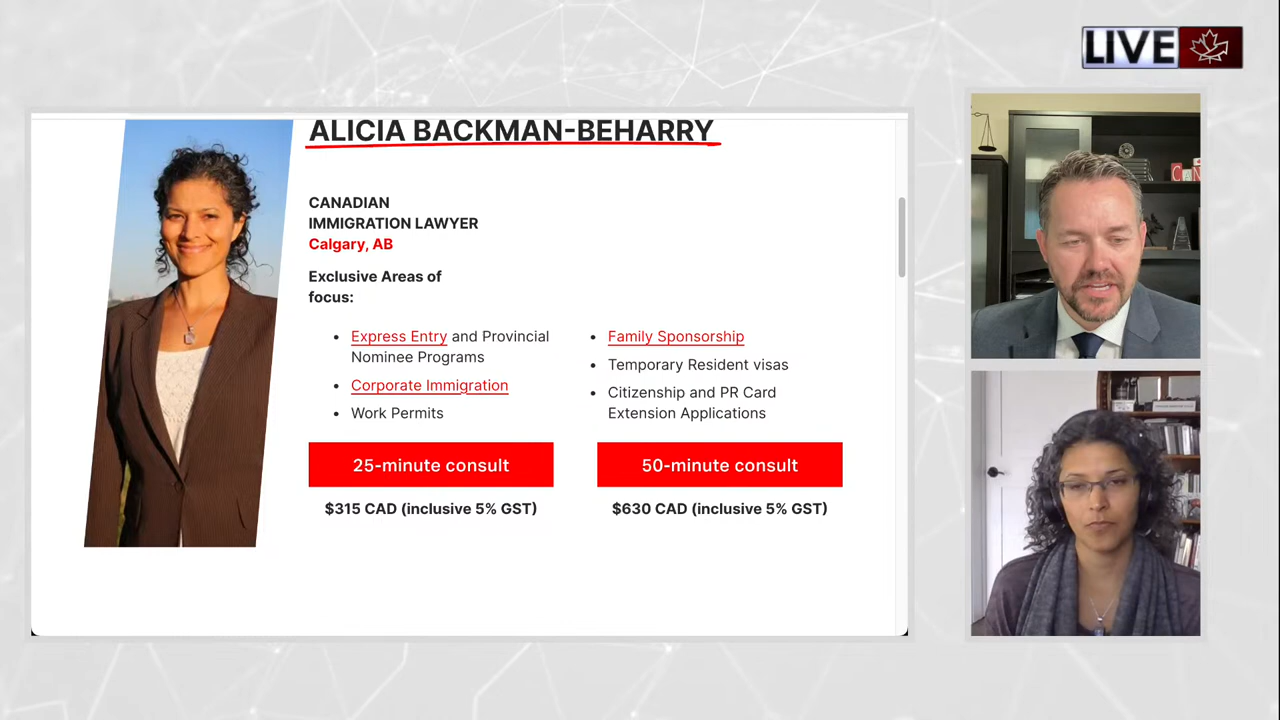 LIVE
ALICIA BACKMAN-BEHARRY
CANADIAN
IMMIGRATION LAWYER
Calgary, AB
Exclusive Areas of
focus:
• Express Entry and Provincial
Nominee Programs
• Corporate Immigration
• Work Permits
• Family Sponsorship
• Temporary Resident visas
• Citizenship and PR Card
Extension Applications
25-minute consult
$315 CAD (inclusive 5% GST)
50-minute consult
$630 CAD (inclusive 5% GST)